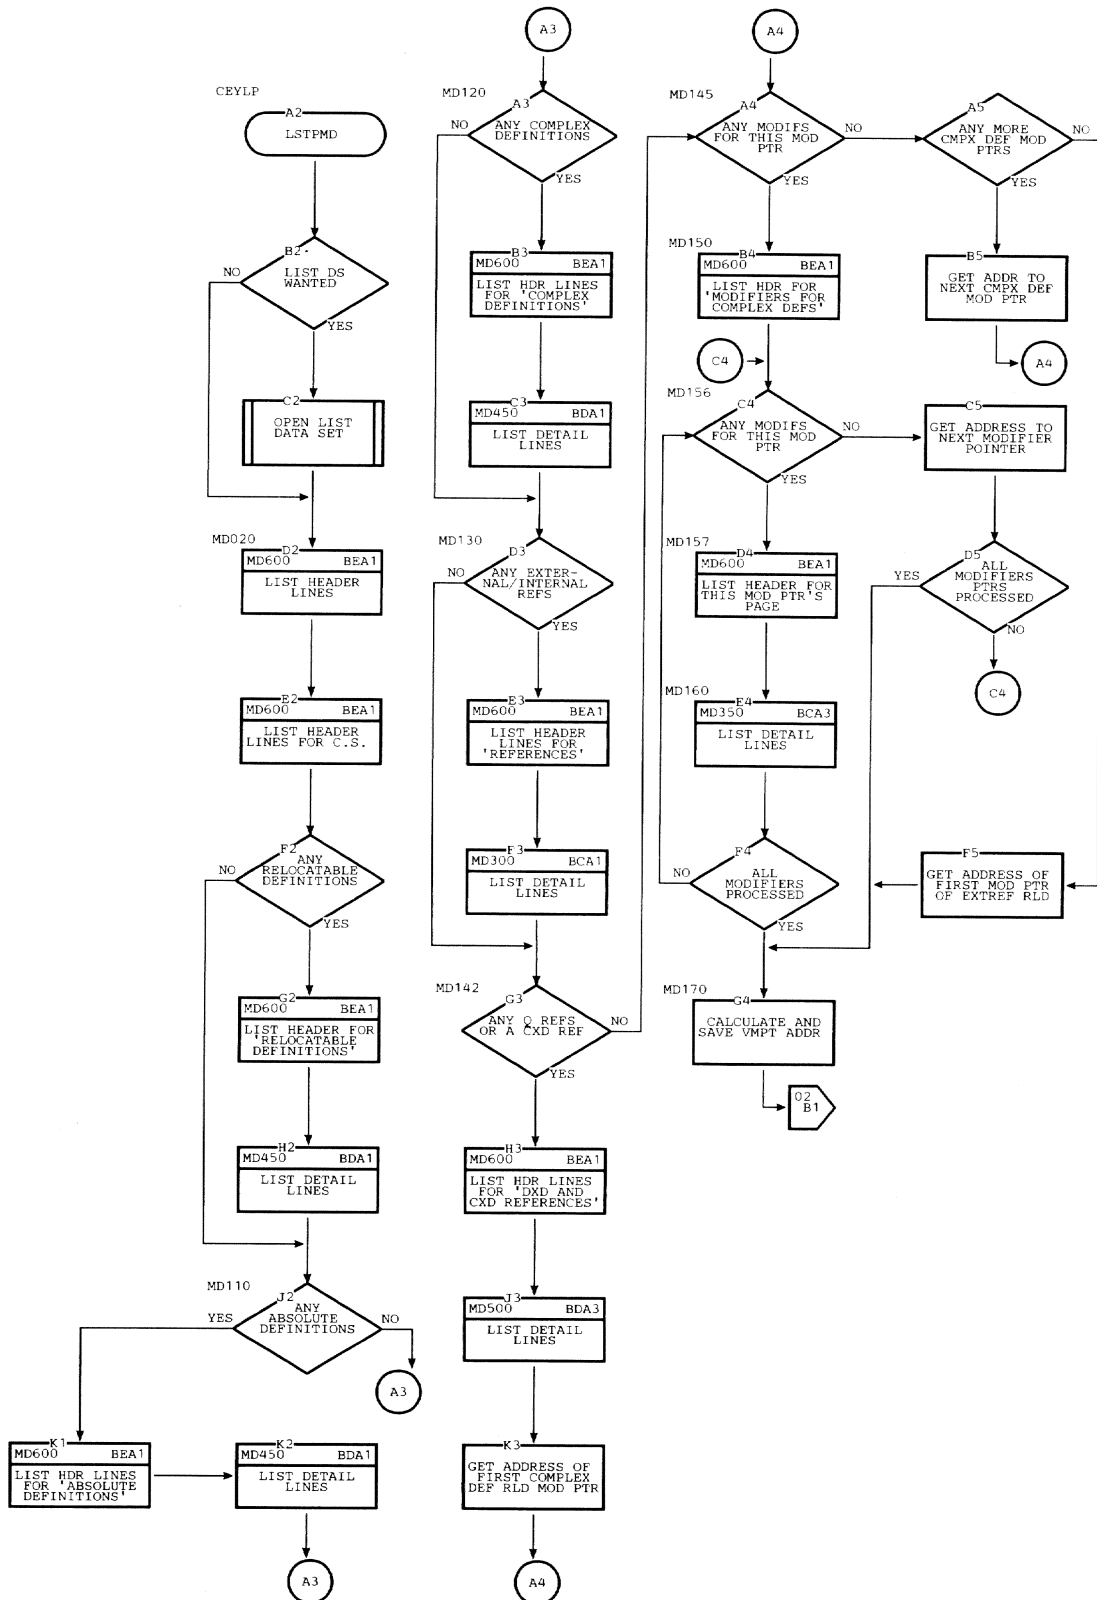 CEYLP
A2
LSTPMD
B2
LIST DS
WANTED
NO
YES
C2
OPEN LIST
DATA SET
MD020
D2
MD600 BEA1
LIST HEADER
LINES
E2
MD600 BEA1
LIST HEADER
LINES FOR C.S.
F2
ANY
RELOCATABLE
DEFINITIONS
NO
YES
G2
MD600 BEA1
LIST HEADER FOR
'RELOCATABLE
DEFINITIONS'
H2
MD450 BDA1
LIST DETAIL
LINES
MD110
J2
ANY
ABSOLUTE
DEFINITIONS
YES
NO
A3
K1
MD600 BEA1
LIST HDR LINES
FOR 'ABSOLUTE
DEFINITIONS'
K2
MD450 BDA1
LIST DETAIL
LINES
A3
A3
MD120
A3
ANY COMPLEX
DEFINITIONS
NO
YES
B3
MD600 BEA1
LIST HDR LINES
FOR 'COMPLEX
DEFINITIONS'
C3
MD450 BDA1
LIST DETAIL
LINES
MD130
D3
ANY EXTER-
NAL/INTERNAL
REFS
NO
YES
E3
MD600 BEA1
LIST HEADER
LINES FOR
'REFERENCES'
F3
MD300 BCA1
LIST DETAIL
LINES
MD142
G3
ANY Q REFS
OR A CXD REF
NO
YES
H3
MD600 BEA1
LIST HDR LINES
FOR 'DXD AND
CXD REFERENCES'
J3
MD500 BDA3
LIST DETAIL
LINES
K3
GET ADDRESS OF
FIRST COMPLEX
DEF RLD MOD PTR
A4
A4
MD145
A4
ANY MODIFS
FOR THIS MOD
PTR
NO
YES
MD150
B4
MD600 BEA1
LIST HDR FOR
'MODIFIERS FOR
COMPLEX DEFS'
C4
MD156
C4
ANY MODIFS
FOR THIS MOD
PTR
NO
YES
MD157
D4
MD600 BEA1
LIST HEADER FOR
THIS MOD PTR'S
PAGE
MD160
E4
MD350 BCA3
LIST DETAIL
LINES
F4
ALL
MODIFIERS
PROCESSED
NO
YES
MD170
G4
CALCULATE AND
SAVE VMPT ADDR
02
B1
A5
ANY MORE
CMPX DEF MOD
PTRS
NO
YES
B5
GET ADDR TO
NEXT CMPX DEF
MOD PTR
A4
C5
GET ADDRESS TO
NEXT MODIFIER
POINTER
D5
ALL
MODIFIERS
PTRS
PROCESSED
YES
NO
C4
F5
GET ADDRESS OF
FIRST MOD PTR
OF EXTREF RLD